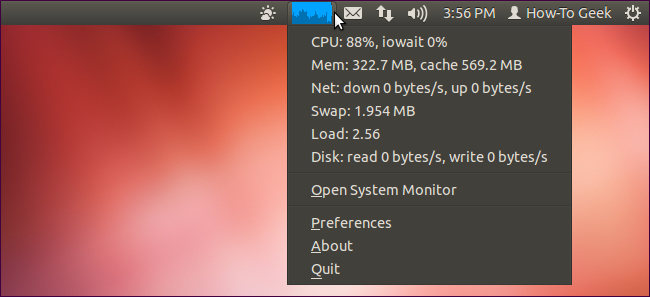 3:56 PM How-To Geek
CPU: 88%, iowait 0%
Mem: 322.7 MB, cache 569.2 MB
Net: down 0 bytes/s, up 0 bytes/s
Swap: 1.954 MB
Load: 2.56
Disk: read 0 bytes/s, write 0 bytes/s
Open System Monitor
Preferences
About
Quit